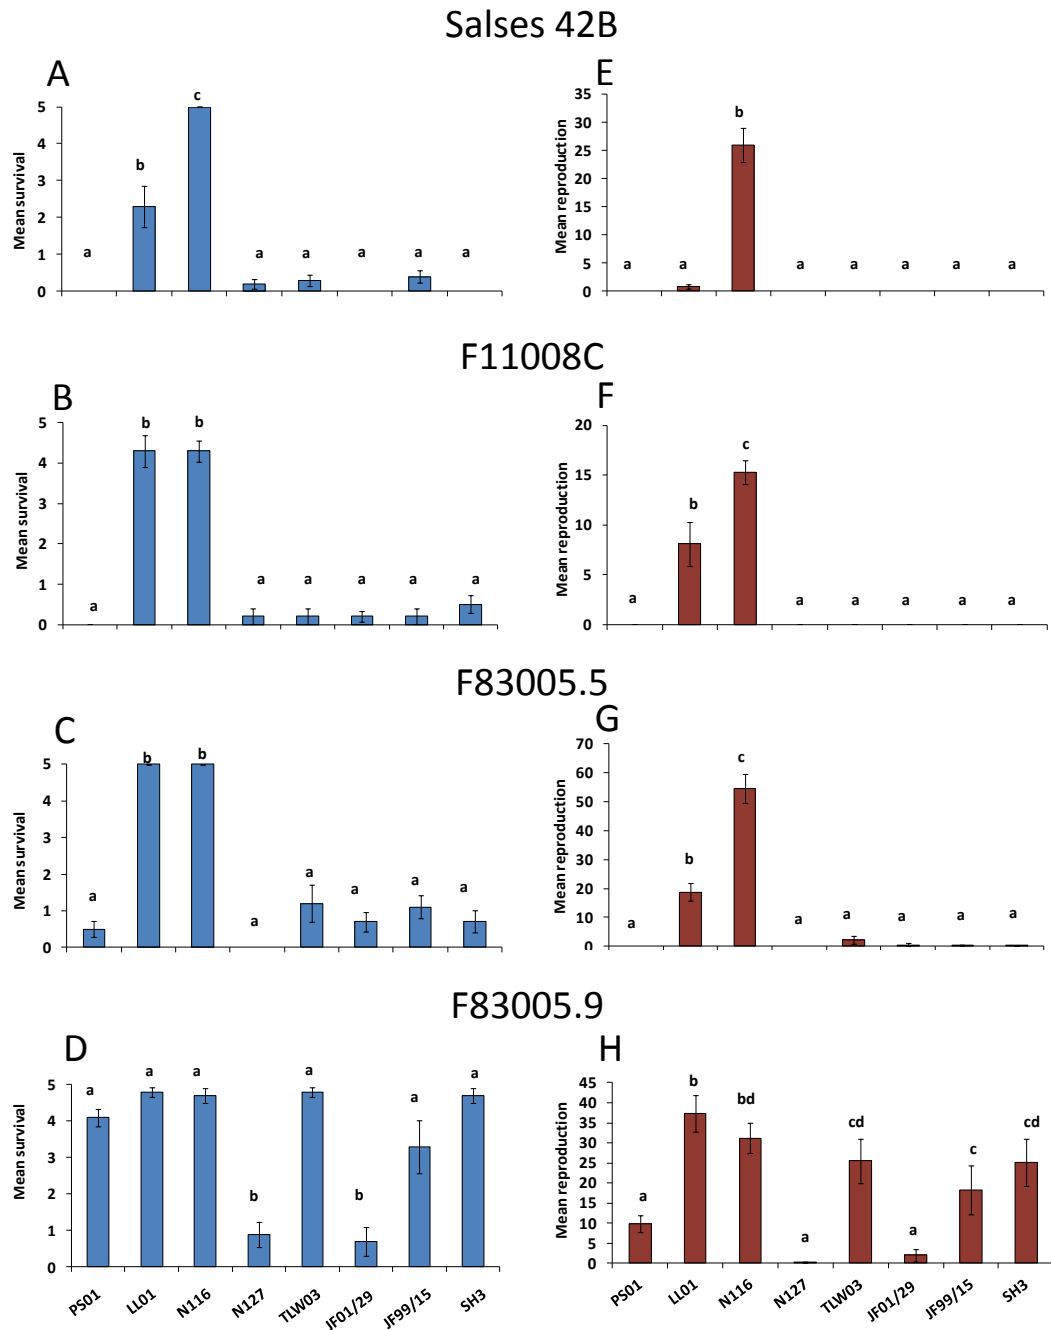 Salses 42B
A
Mean survival
5
4
3
2
1
0
a
b
c
a
a
a
a
a
E
Mean reproduction
35
30
25
20
15
10
5
0
a
a
b
a
a
a
a
a
F11008C
B
Mean survival
5
4
3
2
1
0
a
b
b
a
a
a
a
a
F
Mean reproduction
20
15
10
5
0
a
b
c
a
a
a
a
a
F83005.5
C
Mean survival
5
4
3
2
1
0
a
b
b
a
a
a
a
a
G
Mean reproduction
70
60
50
40
30
20
10
0
a
b
c
a
a
a
a
a
F83005.9
D
Mean survival
5
4
3
2
1
0
a
a
a
b
a
b
a
a
PS01
LL01
N116
N127
TLW03
JF01/29
JF99/15
SH3
H
Mean reproduction
45
40
35
30
25
20
15
10
5
0
a
b
bd
a
cd
a
c
cd
PS01
LL01
N116
N127
TLW03
JF01/29
JF99/15
SH3